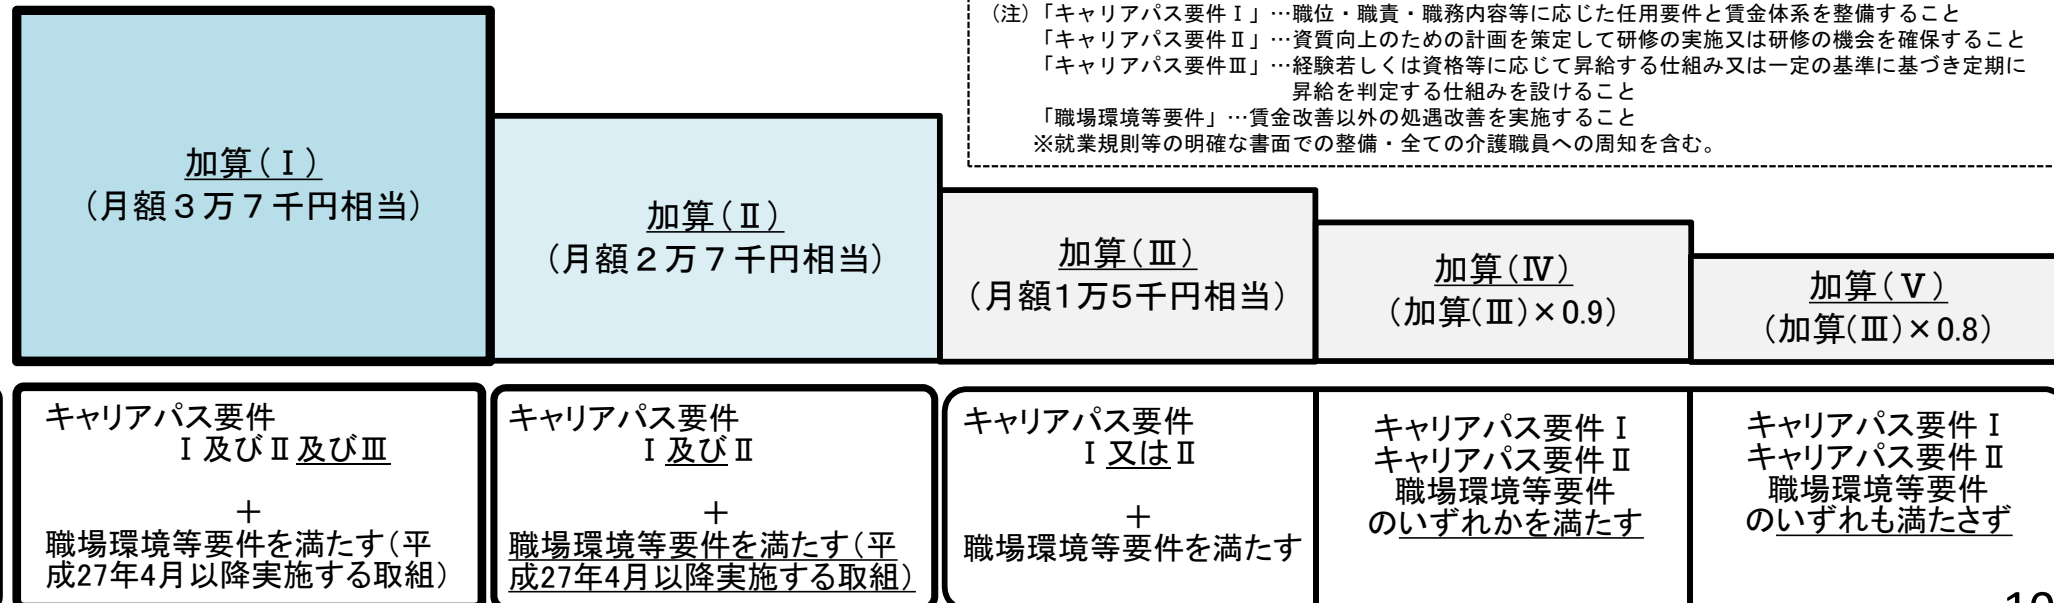 (注)「キャリアパス要件Ⅰ」…職位・職責・職務内容等に応じた任用要件と賃金体系を整備すること
「キャリアパス要件Ⅱ」…資質向上のための計画を策定して研修の実施又は研修の機会を確保すること
「キャリアパス要件Ⅲ」…経験若しくは資格等に応じて昇給する仕組み又は一定の基準に基づき定期に
昇給を判定する仕組みを設けること
「職場環境等要件」…賃金改善以外の処遇改善を実施すること
※就業規則等の明確な書面での整備・全ての介護職員への周知を含む。
加算(Ⅰ)
(月額3万7千円相当)
加算(Ⅱ)
(月額2万7千円相当)
加算(Ⅲ)
(月額1万5千円相当)
加算(Ⅳ)
(加算(Ⅲ)×0.9)
加算(Ⅴ)
(加算(Ⅲ)×0.8)
キャリアパス要件
Ⅰ及びⅡ及びⅢ
+
職場環境等要件を満たす(平
成27年4月以降実施する取組)
キャリアパス要件
Ⅰ及びⅡ
+
職場環境等要件を満たす(平
成27年4月以降実施する取組)
キャリアパス要件
Ⅰ又はⅡ
+
職場環境等要件を満たす
キャリアパス要件Ⅰ
キャリアパス要件Ⅱ
職場環境等要件
のいずれかを満たす
キャリアパス要件Ⅰ
キャリアパス要件Ⅱ
職場環境等要件
のいずれも満たさず